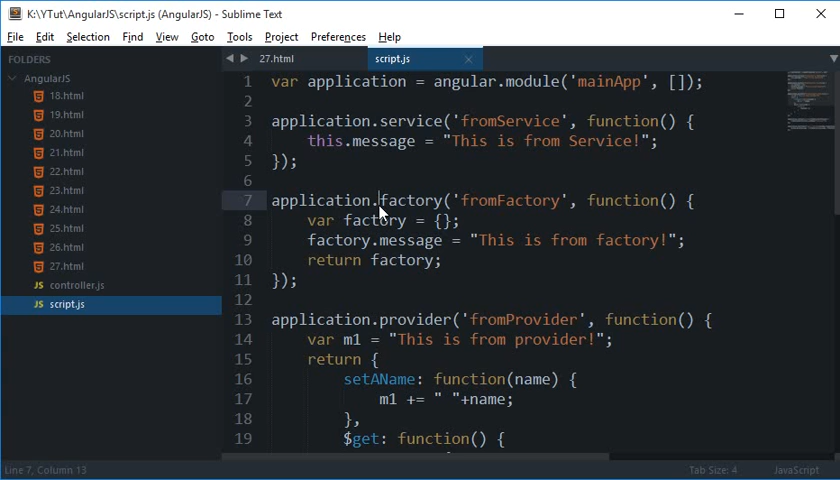 K:\YTut\AngularJS\script.js (AngularJS) - Sublime Text
File Edit Selection Find View Goto Tools Project Preferences Help
FOLDERS
AngularJS
18.html
19.html
20.html
21.html
22.html
23.html
24.html
25.html
26.html
27.html
JS controller.js
JS script.js
27.html script.js
1 var application = angular.module('mainApp', []);
2
3 application.service('fromService', function() {
4 this.message = "This is from Service!";
5 });
6
7 application.factory('fromFactory', function() {
8 var factory = {};
9 factory.message = "This is from factory!";
10 return factory;
11 });
12
13 application.provider('fromProvider', function() {
14 var m1 = "This is from provider!";
15 return {
16 setAName: function(name) {
17 m1 += " "+name;
18 },
19 $get: function() {
Line 7, Column 13 Tab Size: 4 JavaScript